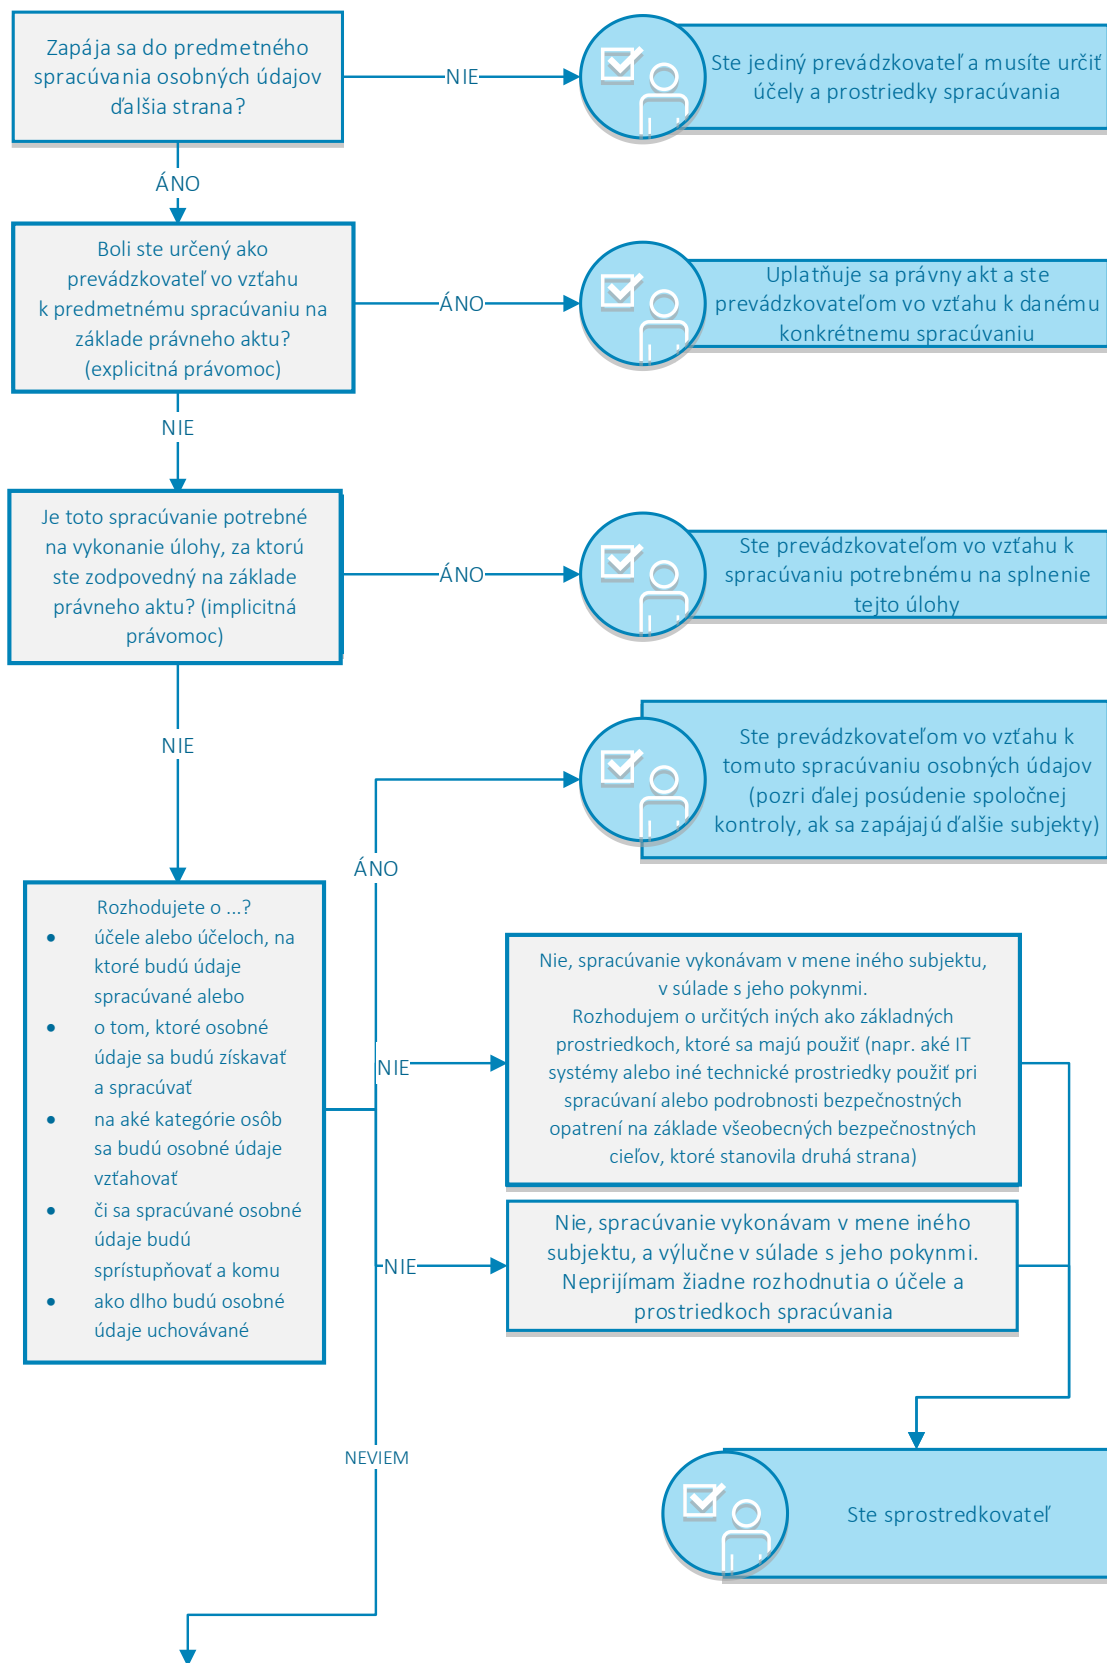 Zapája sa do predmetného
spracúvania osobných údajov
ďalšia strana?
NIE
Ste jediný prevádzkovateľ a musíte určiť
účely a prostriedky spracúvania
ÁNO
Boli ste určený ako
prevádzkovateľ vo vzťahu
k predmetnému spracúvaniu na
základe právneho aktu?
(explicitná právomoc)
ÁNO
Uplatňuje sa právny akt a ste
prevádzkovateľom vo vzťahu k danému
konkrétnemu spracúvaniu
NIE
Je toto spracúvanie potrebné
na vykonanie úlohy, za ktorú
ste zodpovedný na základe
právneho aktu? (implicitná
právomoc)
ÁNO
Ste prevádzkovateľom vo vzťahu k
spracúvaniu potrebnému na splnenie
tejto úlohy
NIE
Ste prevádzkovateľom vo vzťahu k
tomuto spracúvaniu osobných údajov
(pozri ďalej posúdenie spoločnej
kontroly, ak sa zapájajú ďalšie subjekty)
ÁNO
Rozhodujete o ...?
• účele alebo účeloch, na
ktoré budú údaje
spracúvané alebo
• o tom, ktoré osobné
údaje sa budú získavať
a spracúvať
• na aké kategórie osôb
sa budú osobné údaje
vzťahovať
• či sa spracúvané osobné
údaje budú
sprístupňovať a komu
• ako dlho budú osobné
údaje uchovávané
NIE
Nie, spracúvanie vykonávam v mene iného subjektu,
v súlade s jeho pokynmi.
Rozhodujem o určitých iných ako základných
prostriedkoch, ktoré sa majú použiť (napr. aké IT
systémy alebo iné technické prostriedky použiť pri
spracúvaní alebo podrobnosti bezpečnostných
opatrení na základe všeobecných bezpečnostných
cieľov, ktoré stanovila druhá strana)
NIE
Nie, spracúvanie vykonávam v mene iného
subjektu, a výlučne v súlade s jeho pokynmi.
Neprijímam žiadne rozhodnutia o účele a
prostriedkoch spracúvania
NEVIEM
Ste sprostredkovateľ